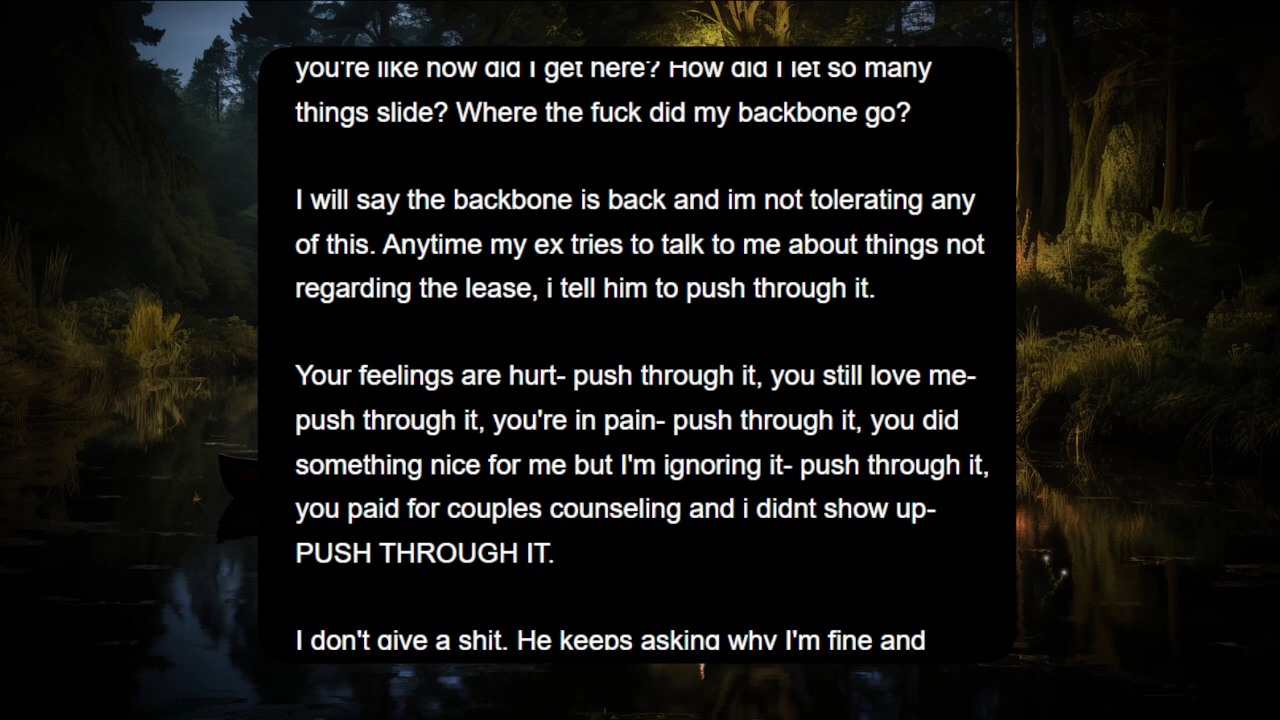 you're like how did I get here? How did I let so many
things slide? Where the fuck did my backbone go?
I will say the backbone is back and im not tolerating any
of this. Anytime my ex tries to talk to me about things not
regarding the lease, i tell him to push through it.
Your feelings are hurt- push through it, you still love me-
push through it, you're in pain- push through it, you did
something nice for me but I'm ignoring it- push through it,
you paid for couples counseling and i didnt show up-
PUSH THROUGH IT.
I don't give a shit. He keeps asking why I'm fine and